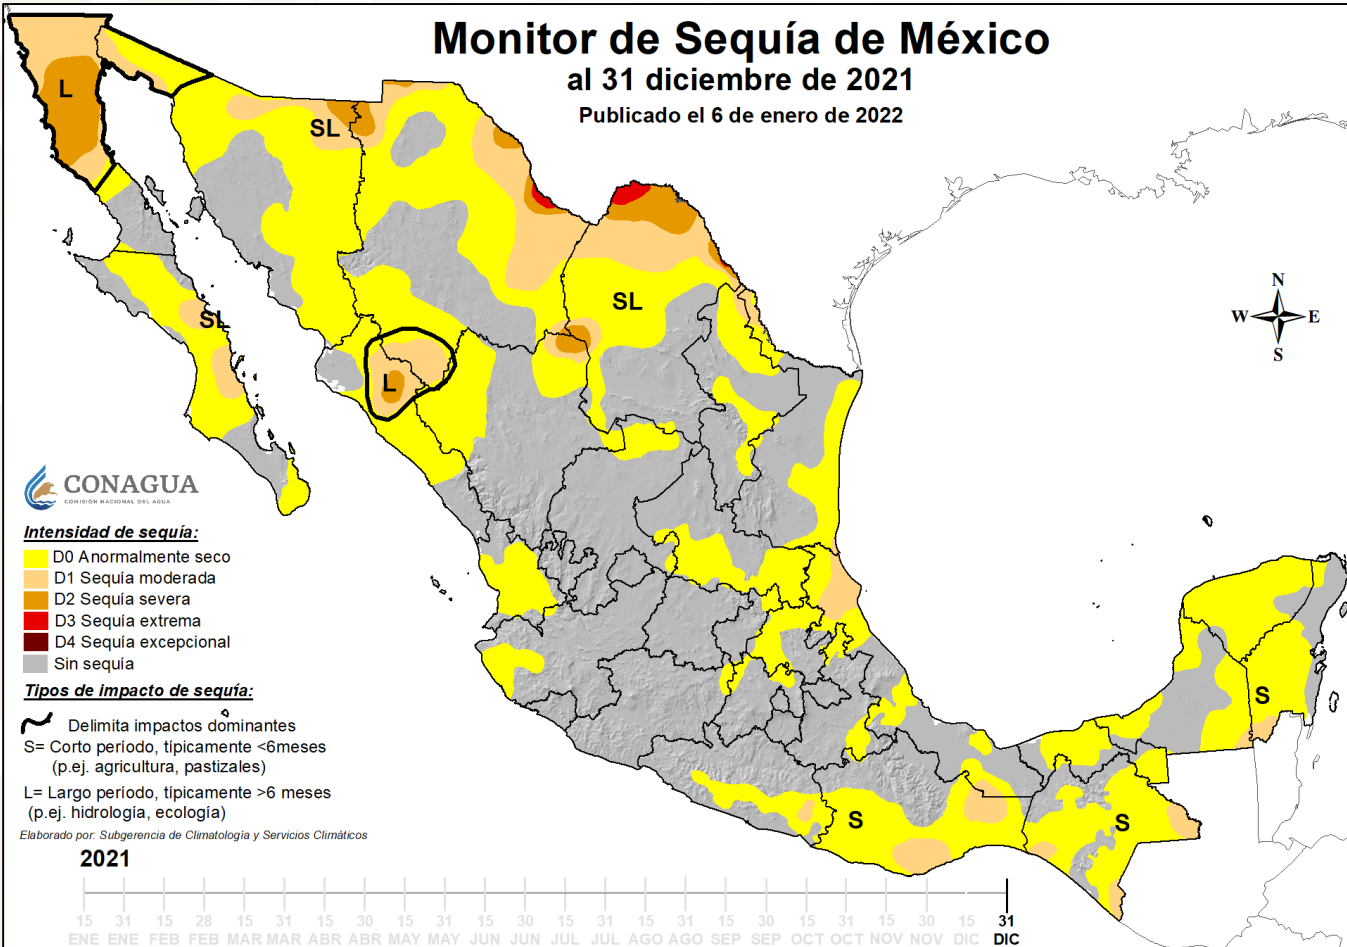 Monitor de Sequía de México
al 31 diciembre de 2021
Publicado el 6 de enero de 2022
L
SL
SL
SL
L
N
W E
S
S
S
S
CONAGUA
COMISIÓN NACIONAL DEL AGUA
Intensidad de sequía:
D0 Anormalmente seco
D1 Sequía moderada
D2 Sequía severa
D3 Sequía extrema
D4 Sequía excepcional
Sin sequía
Tipos de impacto de sequía:
Delimita impactos dominantes
S= Corto período, típicamente <6meses
(p.ej. agricultura, pastizales)
L= Largo período, típicamente >6 meses
(p.ej. hidrología, ecología)
Elaborado por: Subgerencia de Climatología y Servicios Climáticos
2021
15 31 15 28 15 31 15 30 15 31 15 30 15 31 15 31 15 30 15 31 15 30 15 31
ENE ENE FEB FEB MAR MAR ABR ABR MAY MAY JUN JUN JUL JUL AGO AGO SEP SEP OCT OCT NOV NOV DIC DIC